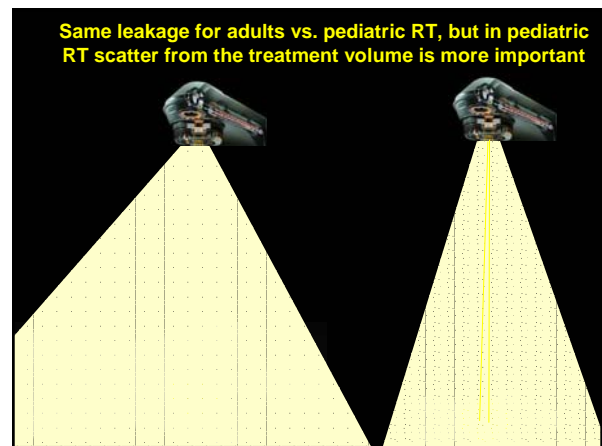 Same leakage for adults vs. pediatric RT, but in pediatric
RT scatter from the treatment volume is more important